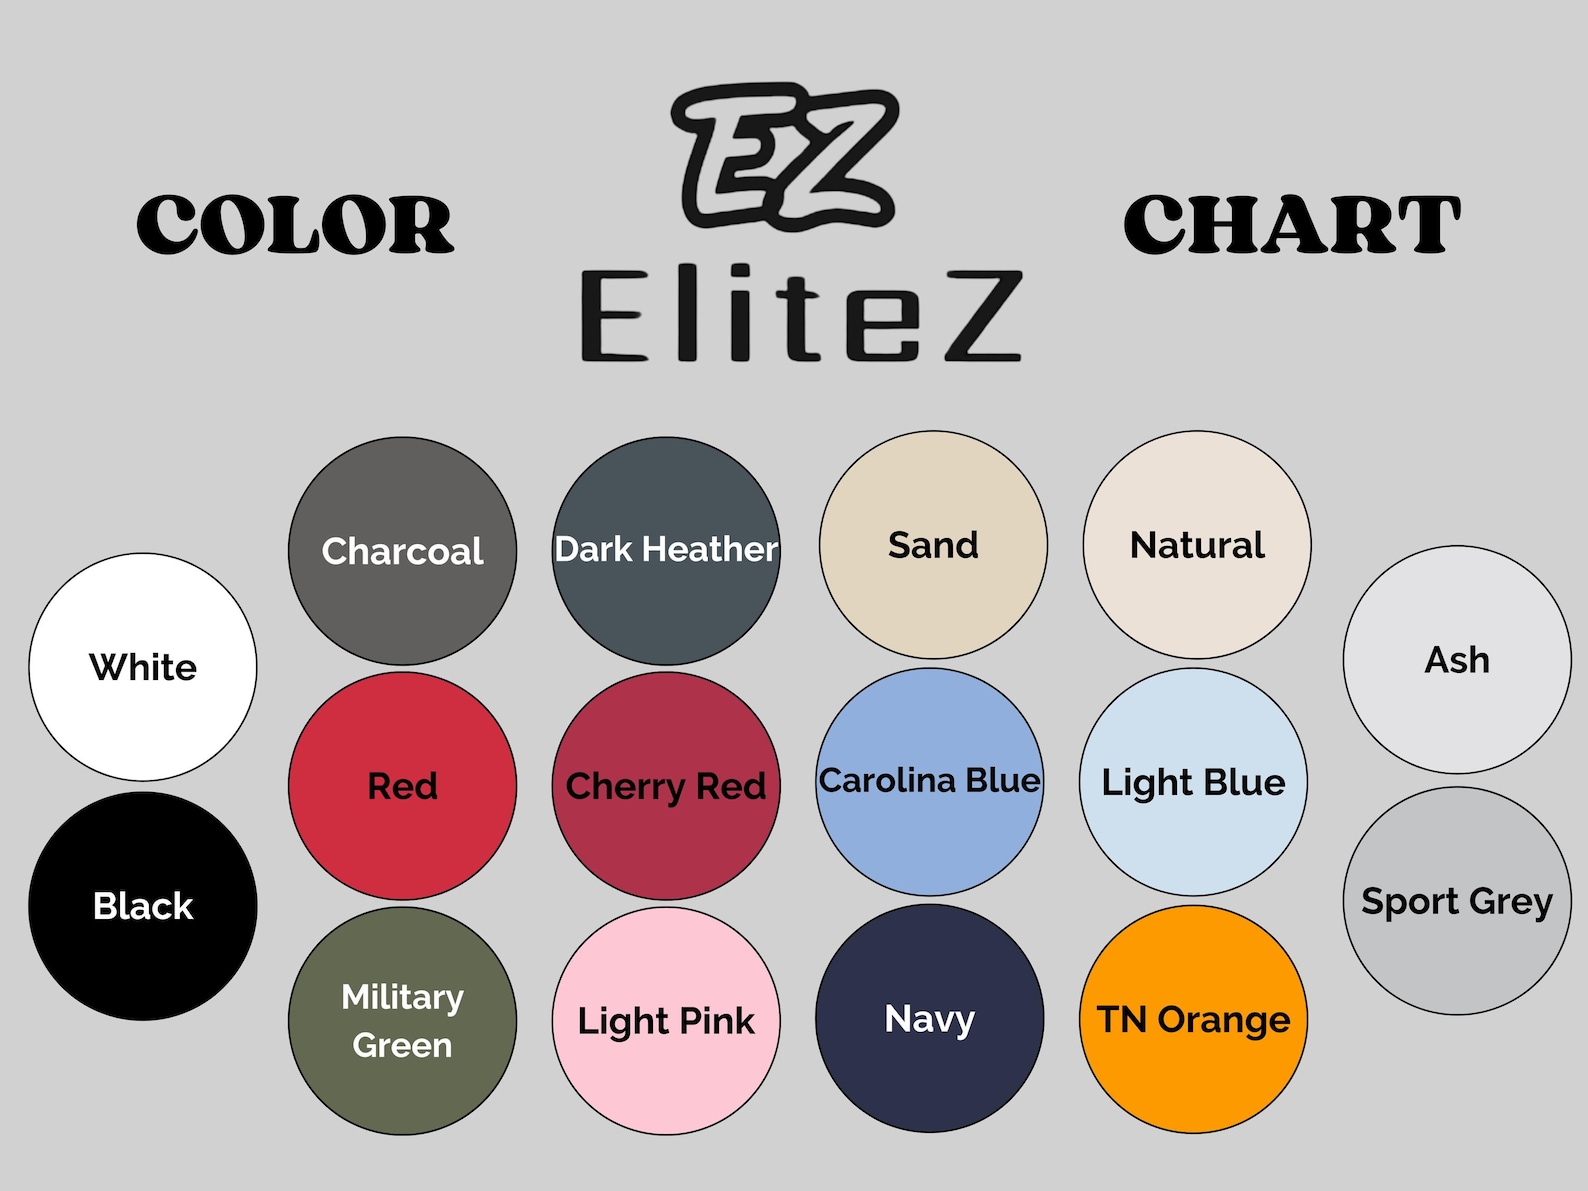 COLOR
EZ
EliteZ
CHART
Charcoal
Dark Heather
Sand
Natural
White
Ash
Red
Cherry Red
Carolina Blue
Light Blue
Black
Sport Grey
Military
Green
Light Pink
Navy
TN Orange